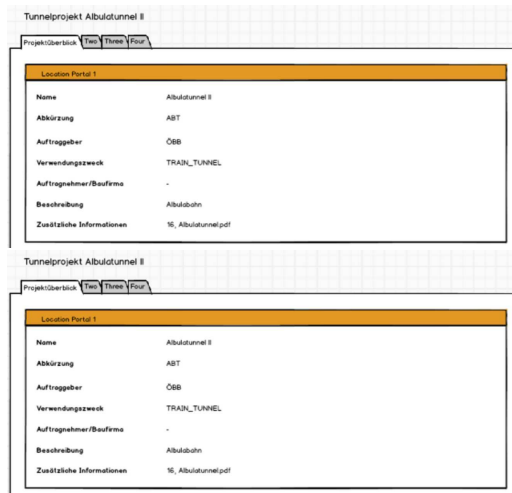 Tunnelprojekt Albulatunnel II
Projektüberblick Two Three Four
Location Portal 1
Name Albulatunnel II
Abkürzung ABT
Auftraggeber ÖBB
Verwendungszweck TRAIN_TUNNEL
Auftragnehmer/Baufirma -
Beschreibung Albulabahn
Zusätzliche Informationen 16, Albulatunnel.pdf
Tunnelprojekt Albulatunnel II
Projektüberblick Two Three Four
Location Portal 1
Name Albulatunnel II
Abkürzung ABT
Auftraggeber ÖBB
Verwendungszweck TRAIN_TUNNEL
Auftragnehmer/Baufirma -
Beschreibung Albulabahn
Zusätzliche Informationen 16, Albulatunnel.pdf